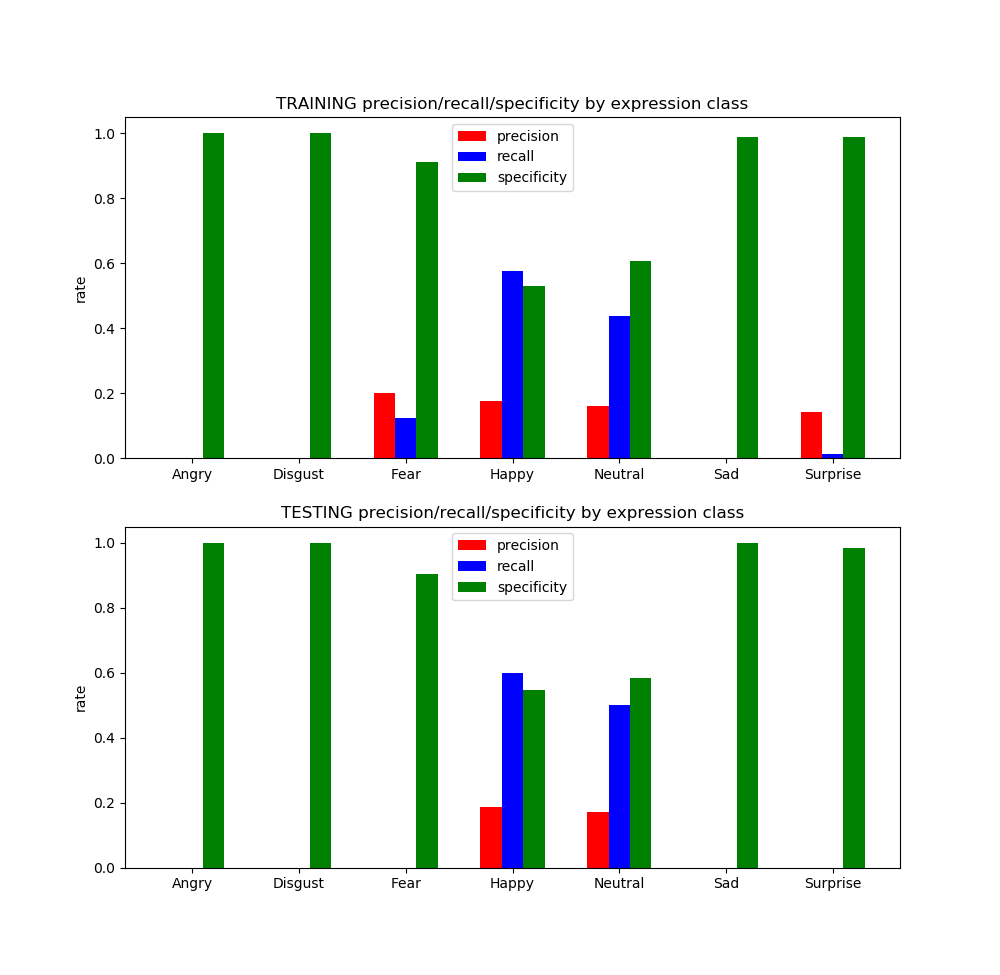 TRAINING precision/recall/specificity by expression class
precision
recall
specificity
rate
1.0
0.8
0.6
0.4
0.2
0.0
Angry Disgust Fear Happy Neutral Sad Surprise
TESTING precision/recall/specificity by expression class
precision
recall
specificity
rate
1.0
0.8
0.6
0.4
0.2
0.0
Angry Disgust Fear Happy Neutral Sad Surprise